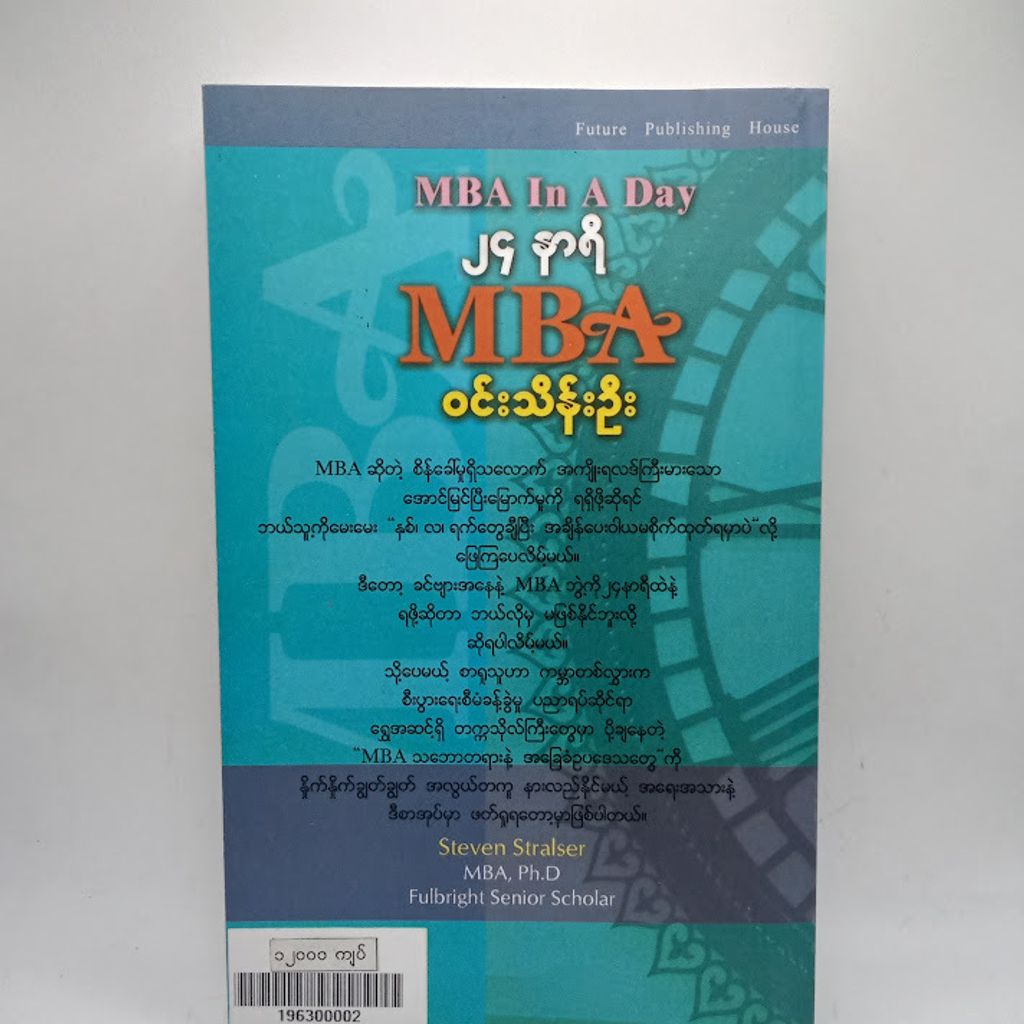 Future Publishing House
MBA In A Day
၂၄ နာရီ
MBA
ဝင်းသိန်းဦး
MBA ဆိုတဲ့ စိန်ခေါ်မှုရှိသလောက် အကျိုးရလဒ်ကြီးမားသော
အောင်မြင်ပြီးမြောက်မှုကို ရရှိဖို့ဆိုရင်
ဘယ်သူ့ကိုမေးမေး "နှစ်၊ လ၊ ရက်တွေချီပြီး အချိန်ပေးဝါယမစိုက်ထုတ်ရမှာပဲ"လို့
ဖြေကြပေလိမ့်မယ်။
ဒီတော့ ခင်ဗျားအနေနဲ့ MBA ဘွဲ့ကို၂၄နာရီထဲနဲ့
ရဖို့ဆိုတာ ဘယ်လိုမှ မဖြစ်နိုင်ဘူးလို့
ဆိုရပါလိမ့်မယ်။
သို့ပေမယ့် စာရှုသူဟာ ကမ္ဘာတစ်လွှားက
စီးပွားရေးစီမံခန့်ခွဲမှု ပညာရပ်ဆိုင်ရာ
ရွှေအဆင့်ရှိ တက္ကသိုလ်ကြီးတွေမှာ ပို့ချနေတဲ့
"MBA သဘောတရားနဲ့ အခြေခံဥပဒေသတွေ"ကို
နှိုက်နှိုက်ချွတ်ချွတ် အလွယ်တကူ နားလည်နိုင်မယ့် အရေးအသားနဲ့
ဒီစာအုပ်မှာ ဖတ်ရှုရတော့မှာဖြစ်ပါတယ်။
Steven Stralser
MBA, Ph.D
Fulbright Senior Scholar
၁၂၀၀၀ ကျပ်
196300002